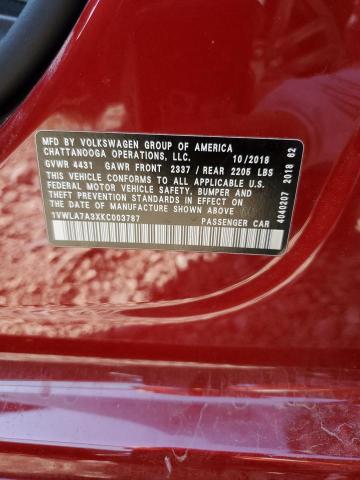 MFD BY VOLKSWAGEN GROUP OF AMERICA
CHATTANOOGA OPERATIONS, LLC. 10/2018
GVWR 4431 GAWR FRONT 2337 / REAR 2205 LBS
THIS VEHICLE CONFORMS TO ALL APPLICABLE U.S.
FEDERAL MOTOR VEHICLE SAFETY, BUMPER AND
THEFT PREVENTION STANDARDS IN EFFECT ON
THE DATE OF MANUFACTURE SHOWN ABOVE
1VWLA7A3XKC003787 PASSENGER CAR
4040207 2018 62